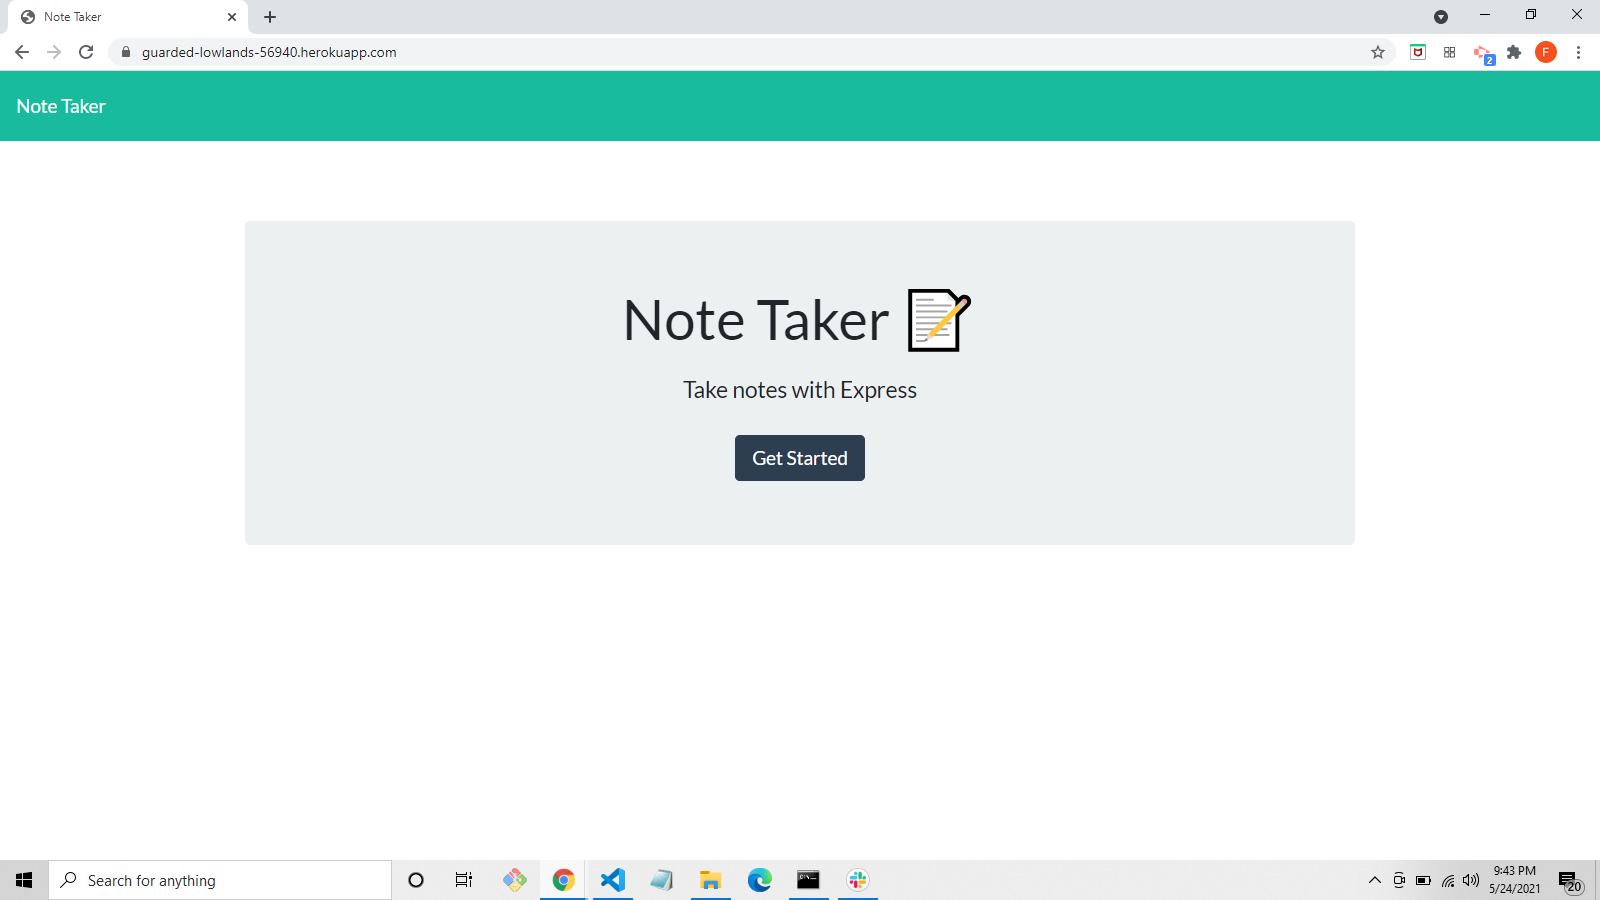 Note Taker
guarded-lowlands-56940.herokuapp.com
F
2
Note Taker
Note Taker
Take notes with Express
Get Started
Search for anything
9:43 PM
5/24/2021
20